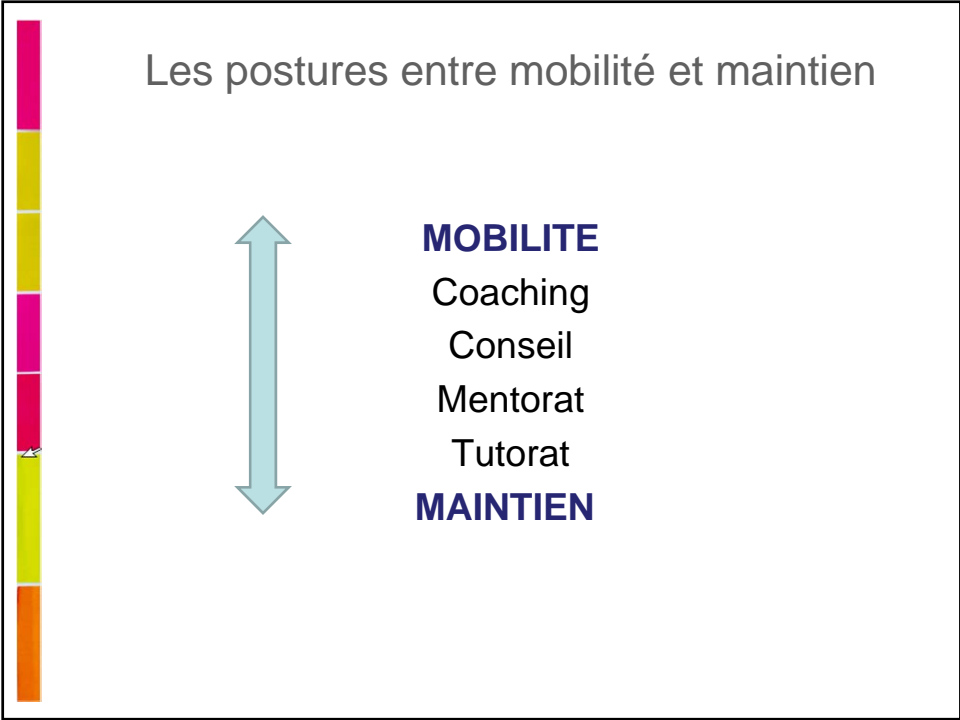 Les postures entre mobilité et maintien
MOBILITE
Coaching
Conseil
Mentorat
Tutorat
MAINTIEN